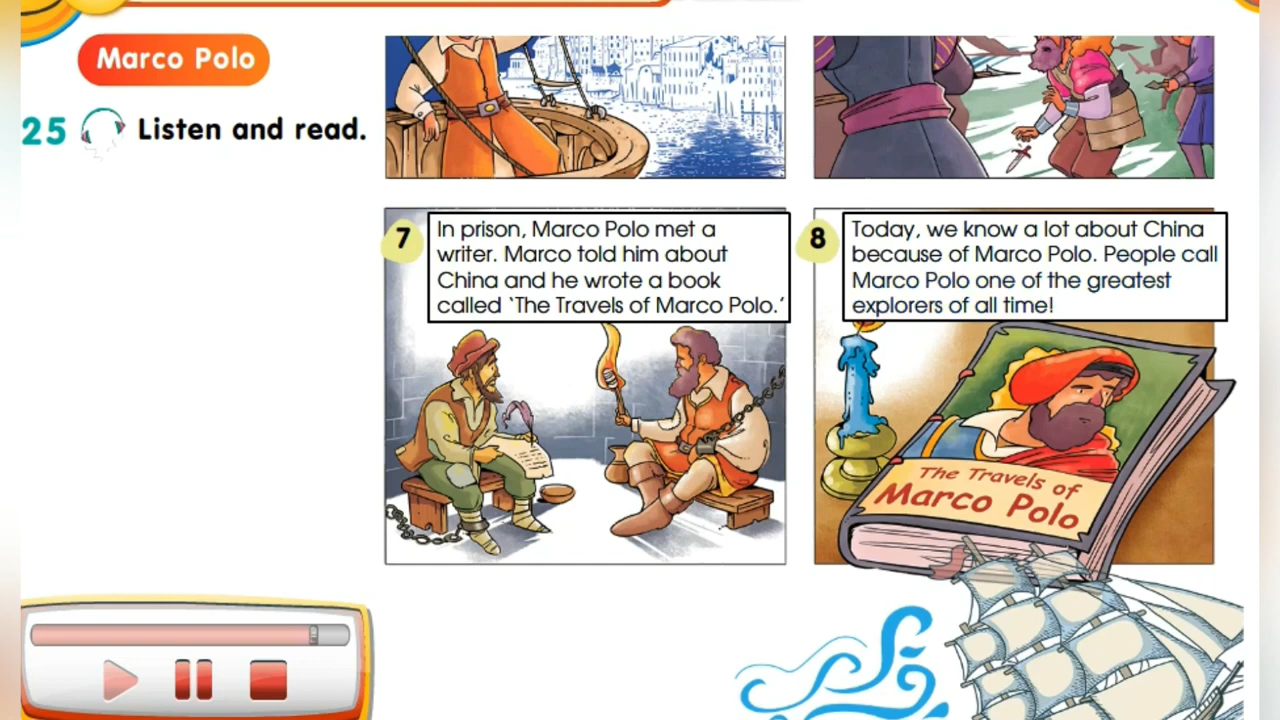 Marco Polo
25 Listen and read.
7
In prison, Marco Polo met a
writer. Marco told him about
China and he wrote a book
called ‘The Travels of Marco Polo.’
8
Today, we know a lot about China
because of Marco Polo. People call
Marco Polo one of the greatest
explorers of all time!
The Travels of
Marco Polo